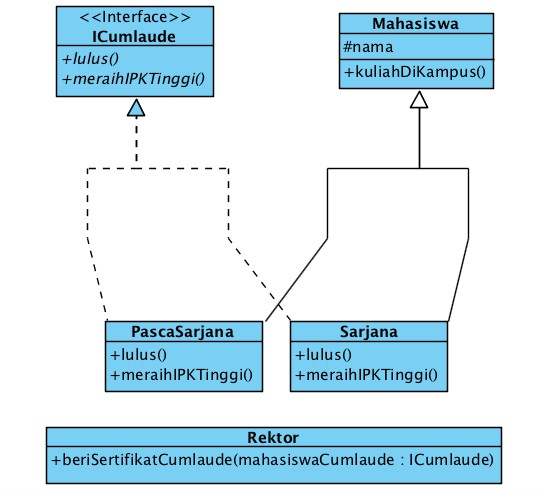 <<Interface>>
ICumlaude
+lulus()
+meraihIPKTinggi()
Mahasiswa
#nama
+kuliahDiKampus()
PascaSarjana
+lulus()
+meraihIPKTinggi()
Sarjana
+lulus()
+meraihIPKTinggi()
Rektor
+beriSertifikatCumlaude(mahasiswaCumlaude : ICumlaude)